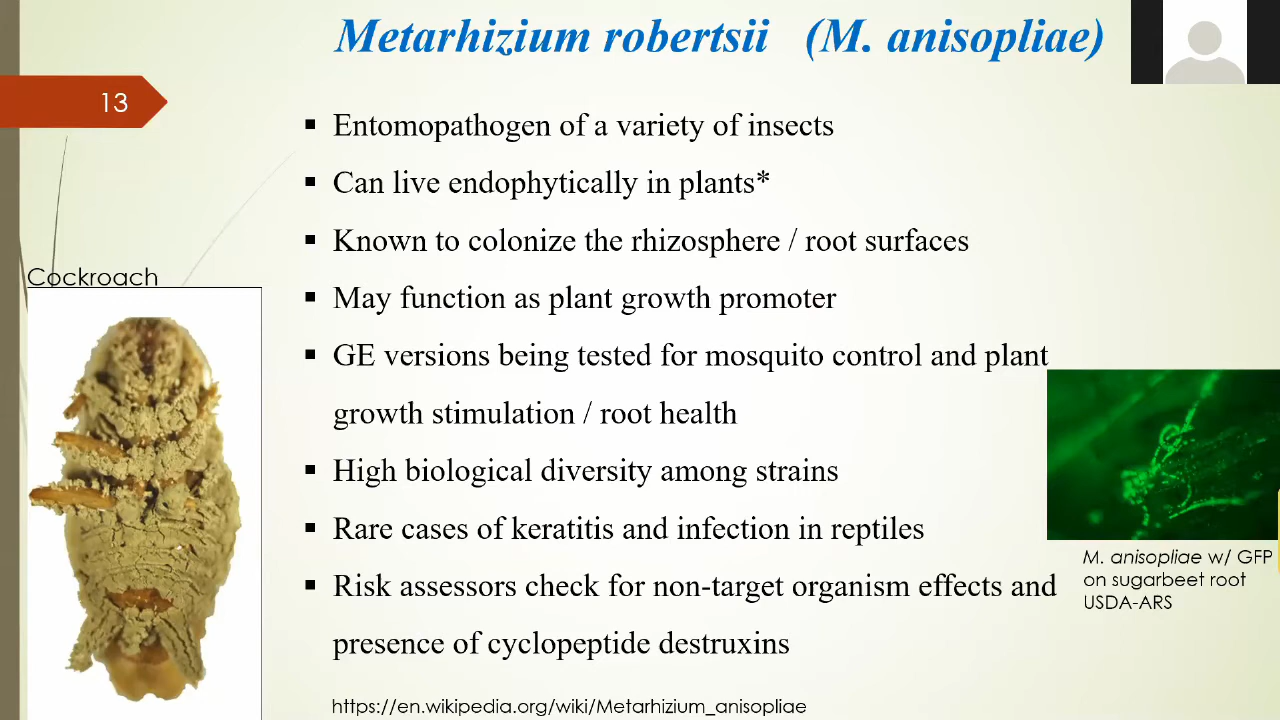 Metarhizium robertsii (M. anisopliae)
13
▪ Entomopathogen of a variety of insects
▪ Can live endophytically in plants*
▪ Known to colonize the rhizosphere / root surfaces
▪ May function as plant growth promoter
▪ GE versions being tested for mosquito control and plant
growth stimulation / root health
▪ High biological diversity among strains
▪ Rare cases of keratitis and infection in reptiles
▪ Risk assessors check for non-target organism effects and
presence of cyclopeptide destruxins
Cockroach
M. anisopliae w/ GFP
on sugarbeet root
USDA-ARS
https://en.wikipedia.org/wiki/Metarhizium_anisopliae